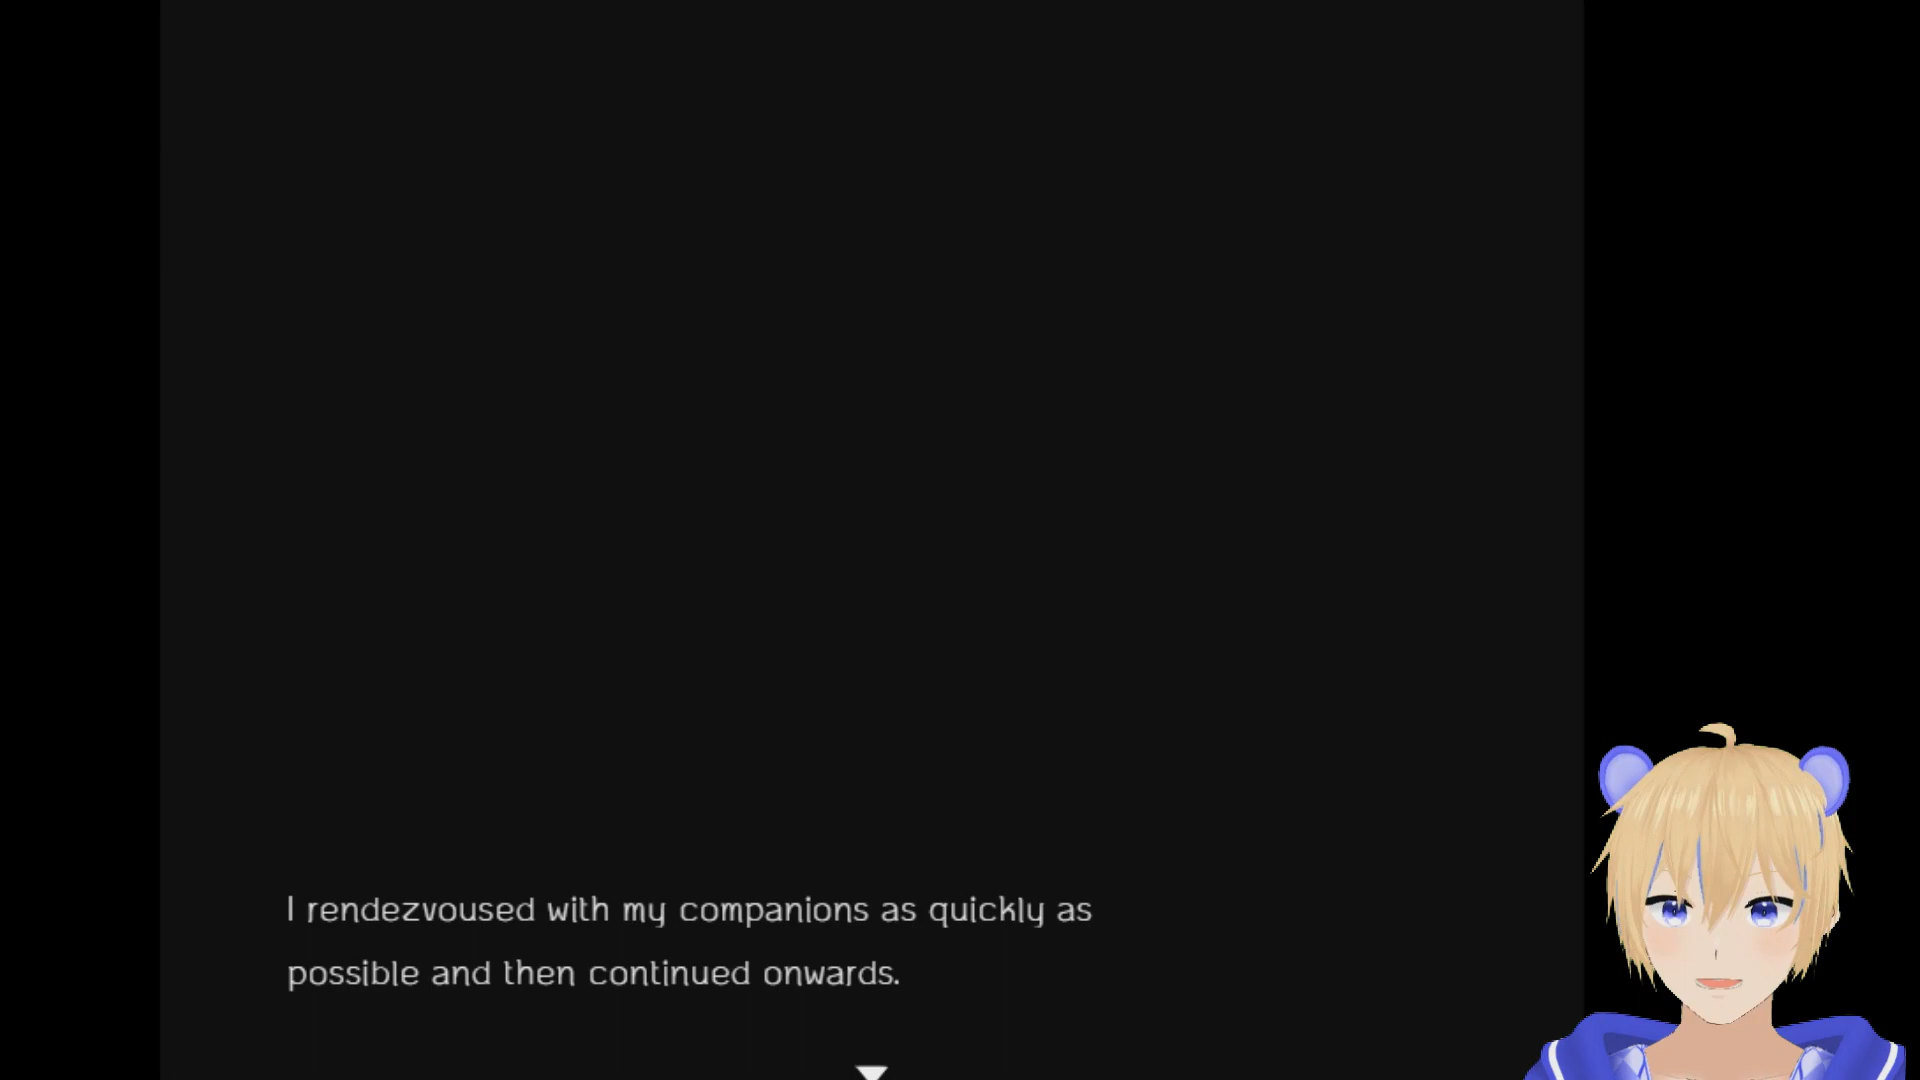 I rendezvoused with my companions as quickly as
possible and then continued onwards.